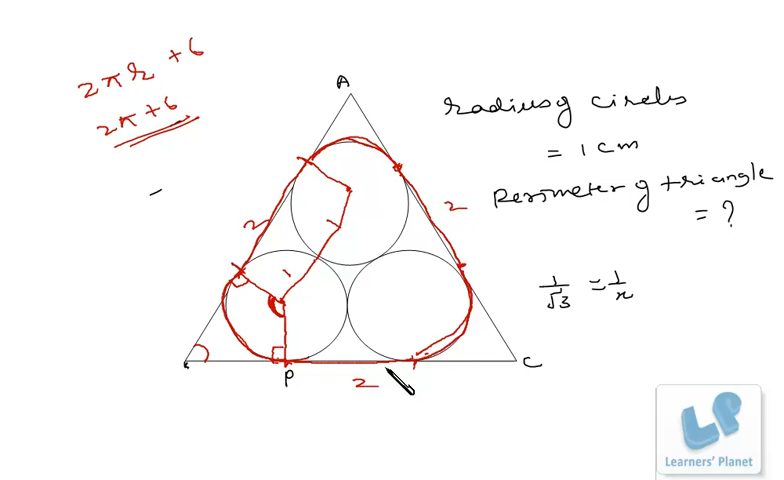 2πr + 6
2π + 6
A
radius of circles
= 1 cm
Perimeter of triangle
= ?
2
2
1
1
1/√3 = 1/x
P
C
2
LP
Learners' Planet